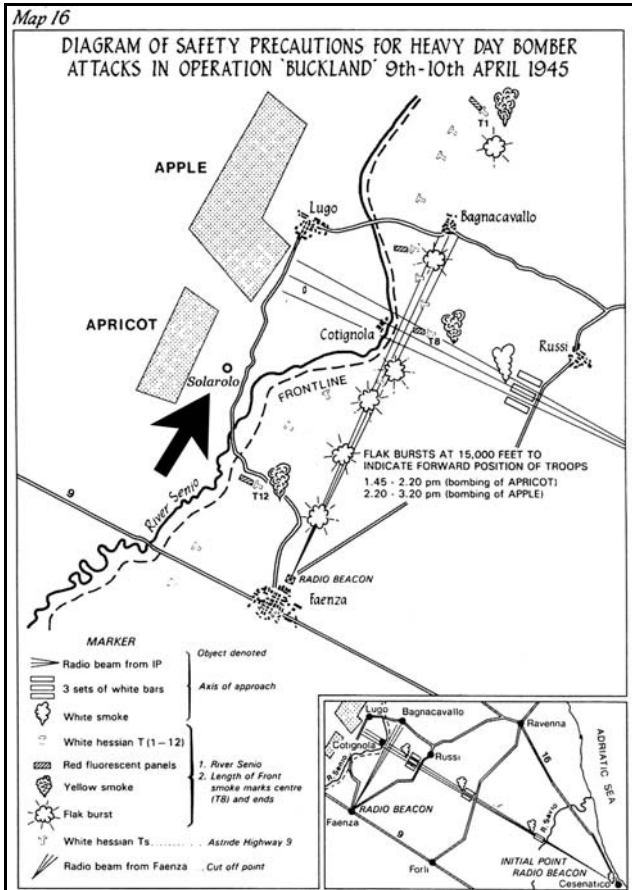 Map 16
DIAGRAM OF SAFETY PRECAUTIONS FOR HEAVY DAY BOMBER
ATTACKS IN OPERATION 'BUCKLAND' 9th-10th APRIL 1945
T1
APPLE
Lugo
Bagnacavallo
APRICOT
Cotignola
T8
Russi
Solarolo
FRONTLINE
FLAK BURSTS AT 15,000 FEET TO
INDICATE FORWARD POSITION OF TROOPS
1.45 - 2.20 pm (bombing of APRICOT)
2.20 - 3.20 pm (bombing of APPLE)
River Senio
9
T12
RADIO BEACON
Faenza
MARKER
Object denoted
Radio beam from IP
3 sets of white bars
Axis of approach
White smoke
White hessian T (1-12)
Red fluorescent panels
1. River Senio
2. Length of Front
Yellow smoke
smoke marks centre
(T8) and ends
Flak burst
White hessian Ts......... Astride Highway 9
Radio beam from Faenza . Cut off point
Lugo
Bagnacavallo
Ravenna
Cotignola
Russi
R. Senio
ADRIATIC SEA
16
RADIO BEACON
R. Savio
Faenza
9
Forli
INITIAL POINT
RADIO BEACON
Cesenatico